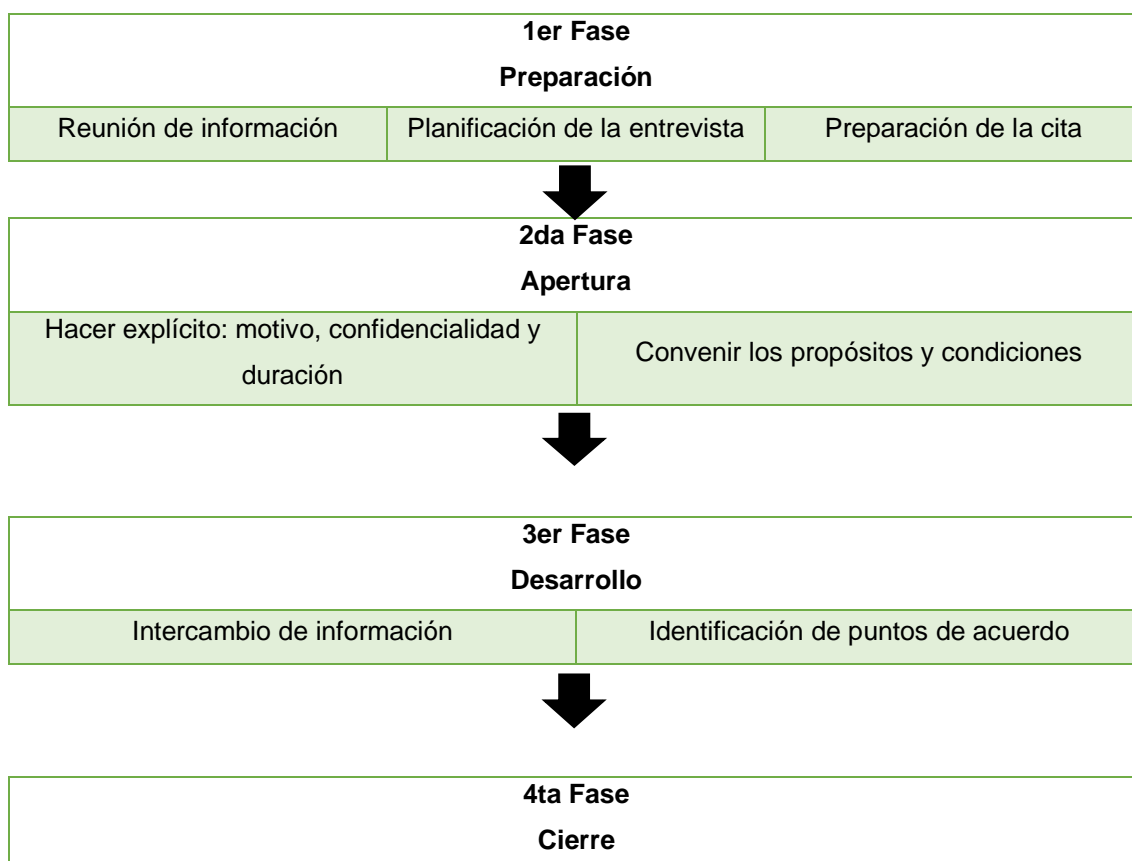 1er Fase
Preparación
Reunión de información
Planificación de la entrevista
Preparación de la cita
2da Fase
Apertura
Hacer explícito: motivo, confidencialidad y
duración
Convenir los propósitos y condiciones
3er Fase
Desarrollo
Intercambio de información
Identificación de puntos de acuerdo
4ta Fase
Cierre